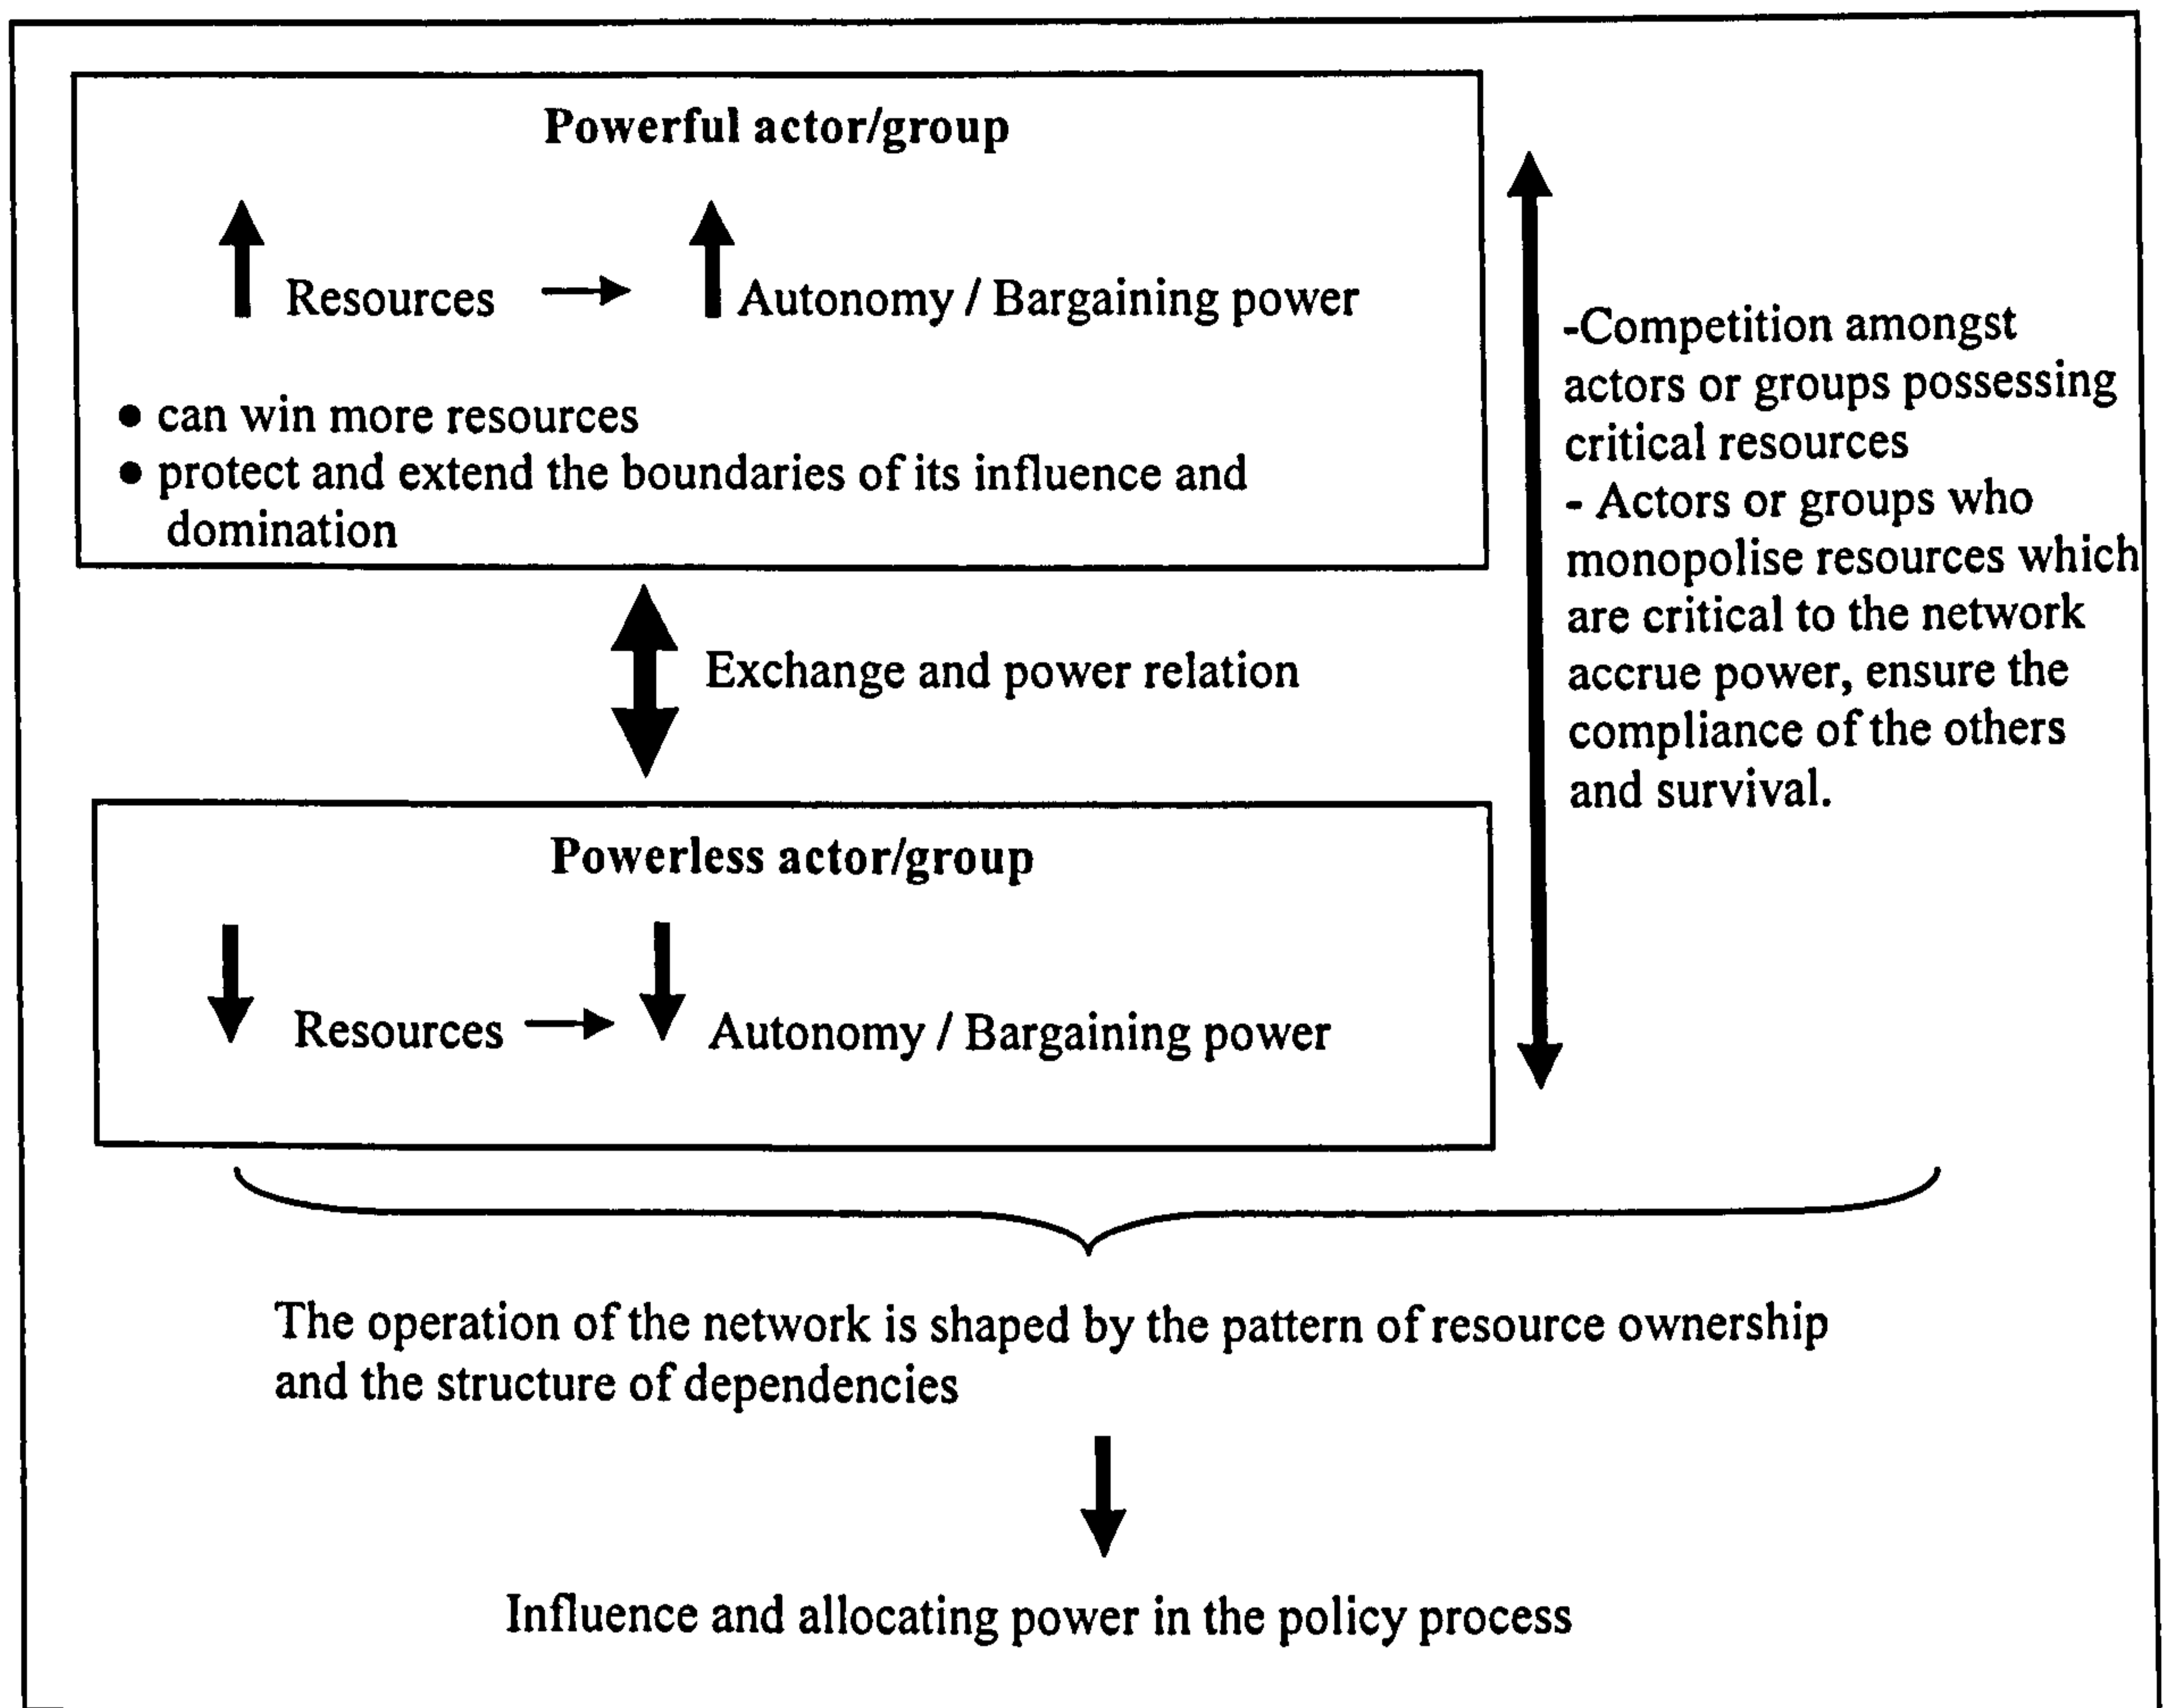 Powerful actor/group
Resources → Autonomy / Bargaining power
● can win more resources
● protect and extend the boundaries of its influence and
domination
Exchange and power relation
-Competition amongst
actors or groups possessing
critical resources
- Actors or groups who
monopolise resources which
are critical to the network
accrue power, ensure the
compliance of the others
and survival.
Powerless actor/group
Resources → Autonomy / Bargaining power
The operation of the network is shaped by the pattern of resource ownership
and the structure of dependencies
Influence and allocating power in the policy process